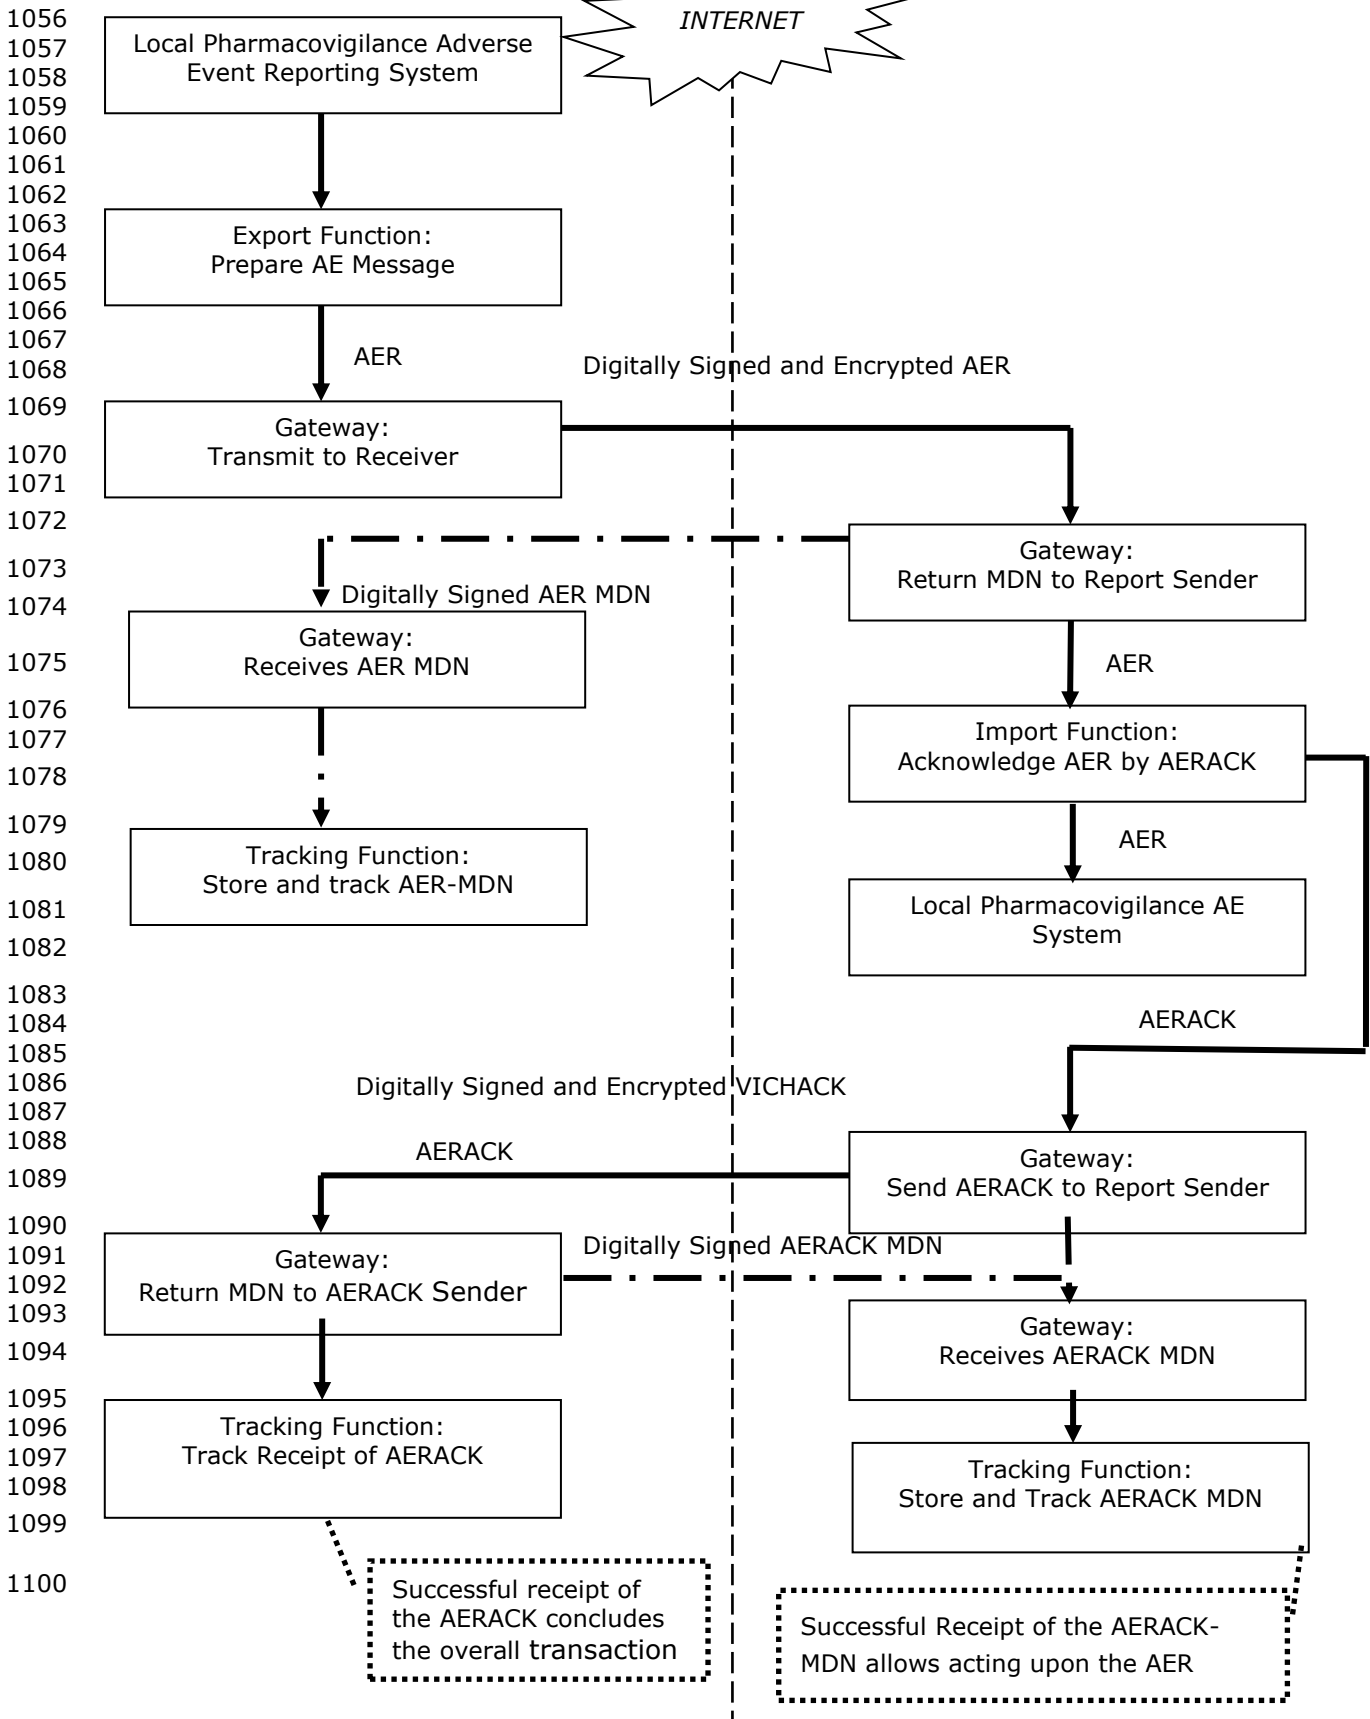 1056
INTERNET
1057
Local Pharmacovigilance Adverse
1058
Event Reporting System
1059
1060
1061
1062
1063
Export Function:
1064
Prepare AE Message
1065
1066
1067
AER
1068
Digitally Signed and Encrypted AER
1069
Gateway:
1070
Transmit to Receiver
1071
1072
Gateway:
1073
Return MDN to Report Sender
1074
Digitally Signed AER MDN
Gateway:
1075
Receives AER MDN
AER
1076
1077
Import Function:
1078
Acknowledge AER by AERACK
1079
AER
1080
Tracking Function:
Store and track AER-MDN
1081
Local Pharmacovigilance AE
1082
System
1083
1084
AERACK
1085
1086
Digitally Signed and Encrypted VICHACK
1087
1088
AERACK
1089
Gateway:
Send AERACK to Report Sender
1090
1091
Digitally Signed AERACK MDN
Gateway:
1092
Return MDN to AERACK Sender
1093
Gateway:
1094
Receives AERACK MDN
1095
1096
Tracking Function:
1097
Track Receipt of AERACK
1098
Tracking Function:
Store and Track AERACK MDN
1099
1100
Successful receipt of
the AERACK concludes
the overall transaction
Successful Receipt of the AERACK-
MDN allows acting upon the AER